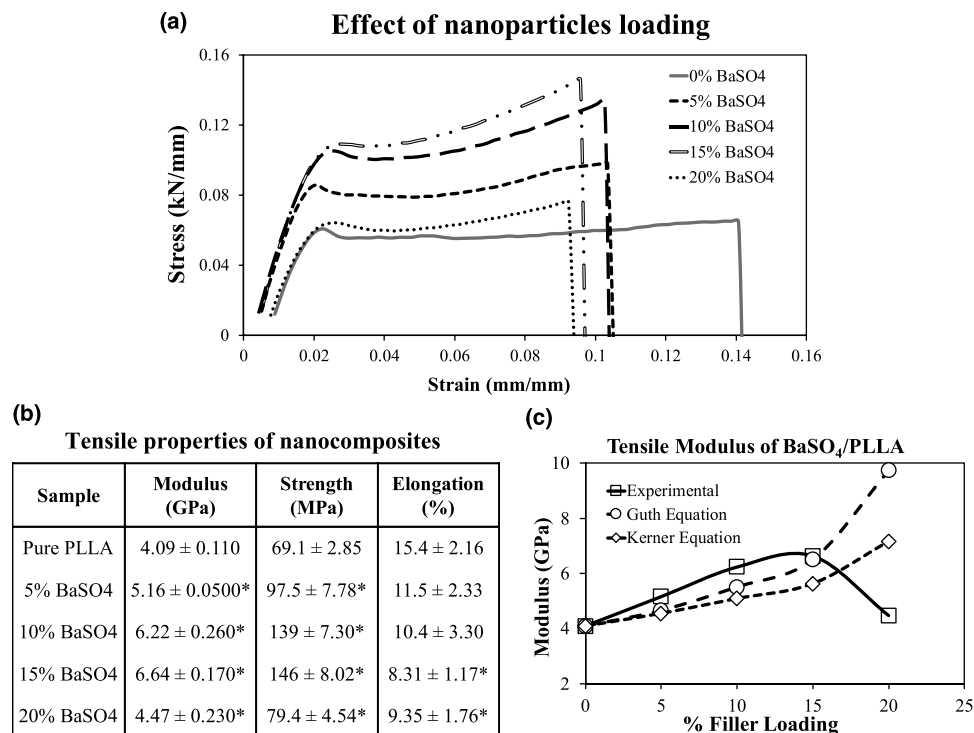 (a)
Effect of nanoparticles loading
0.16
0.12
0.08
0.04
0
Stress (kN/mm)
0% BaSO4
5% BaSO4
10% BaSO4
15% BaSO4
20% BaSO4
0 0.02 0.04 0.06 0.08 0.1 0.12 0.14 0.16
Strain (mm/mm)
(b)
Tensile properties of nanocomposites
Sample Modulus (GPa) Strength (MPa) Elongation (%)
Pure PLLA 4.09 ± 0.110 69.1 ± 2.85 15.4 ± 2.16
5% BaSO4 5.16 ± 0.0500* 97.5 ± 7.78* 11.5 ± 2.33
10% BaSO4 6.22 ± 0.260* 139 ± 7.30* 10.4 ± 3.30
15% BaSO4 6.64 ± 0.170* 146 ± 8.02* 8.31 ± 1.17*
20% BaSO4 4.47 ± 0.230* 79.4 ± 4.54* 9.35 ± 1.76*
(c)
Tensile Modulus of BaSO₄/PLLA
10
8
6
4
2
Modulus (GPa)
Experimental
Guth Equation
Kerner Equation
0 5 10 15 20 25
% Filler Loading